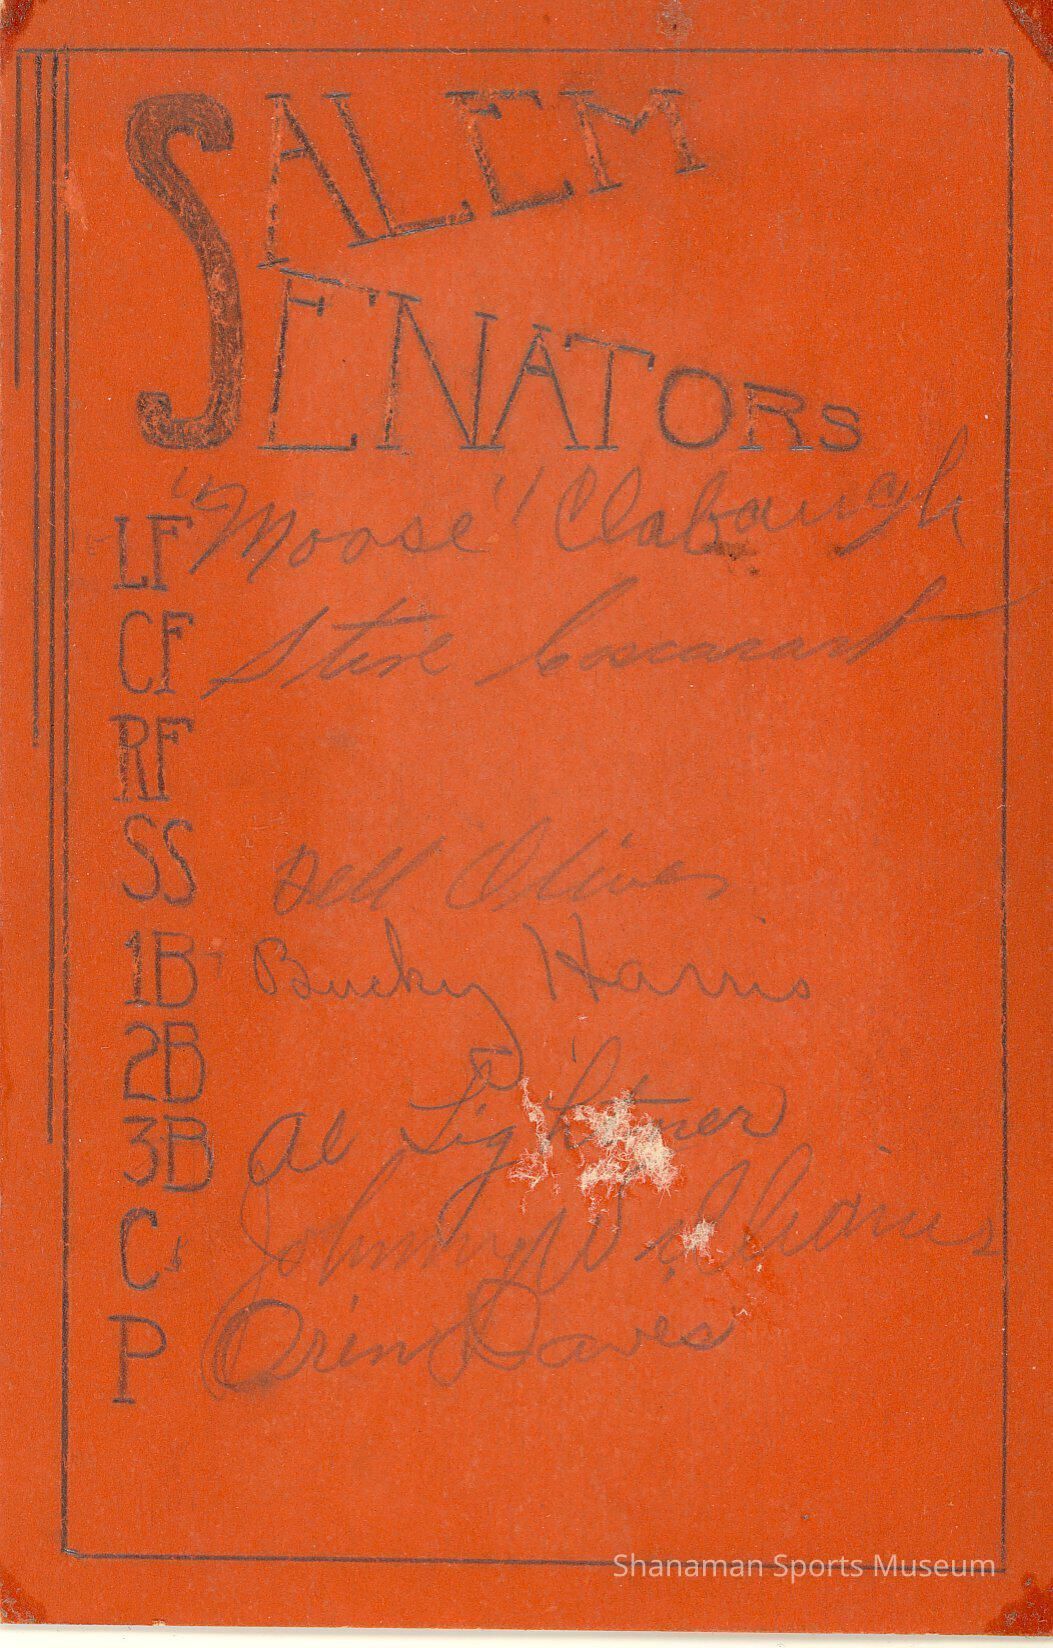 SALEM
SENATORS
LF "Moose" Clabaugh
CF Steve Coscarart
RF
SS Dell Oliver
1B Bucky Harris
2B
3B Al Lightner
C Johnny Williams
P Orin Davis
Shanaman Sports Museum